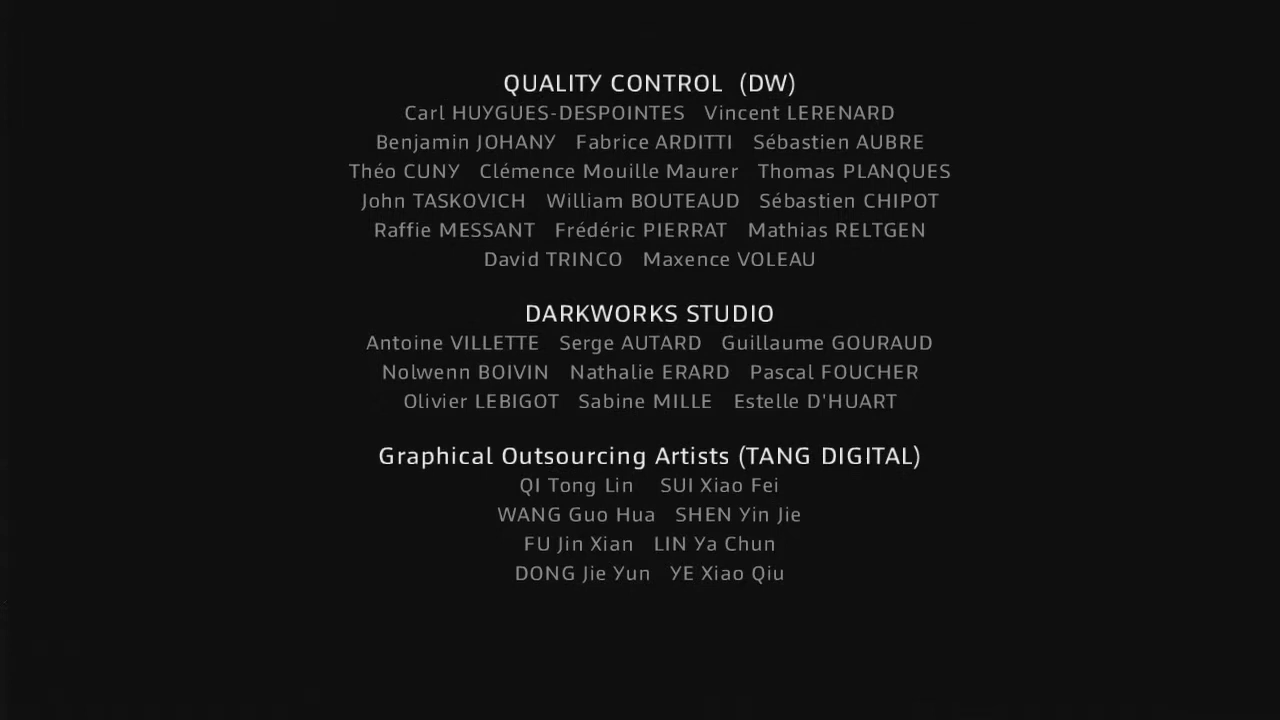 QUALITY CONTROL (DW)
Carl HUYGUES-DESPOINTES Vincent LERENARD
Benjamin JOHANY Fabrice ARDITTI Sébastien AUBRE
Théo CUNY Clémence Mouille Maurer Thomas PLANQUES
John TASKOVICH William BOUTEAUD Sébastien CHIPOT
Raffie MESSANT Frédéric PIERRAT Mathias RELTGEN
David TRINCO Maxence VOLEAU
DARKWORKS STUDIO
Antoine VILLETTE Serge AUTARD Guillaume GOURAUD
Nolwenn BOIVIN Nathalie ERARD Pascal FOUCHER
Olivier LEBIGOT Sabine MILLE Estelle D'HUART
Graphical Outsourcing Artists (TANG DIGITAL)
QI Tong Lin SUI Xiao Fei
WANG Guo Hua SHEN Yin Jie
FU Jin Xian LIN Ya Chun
DONG Jie Yun YE Xiao Qiu